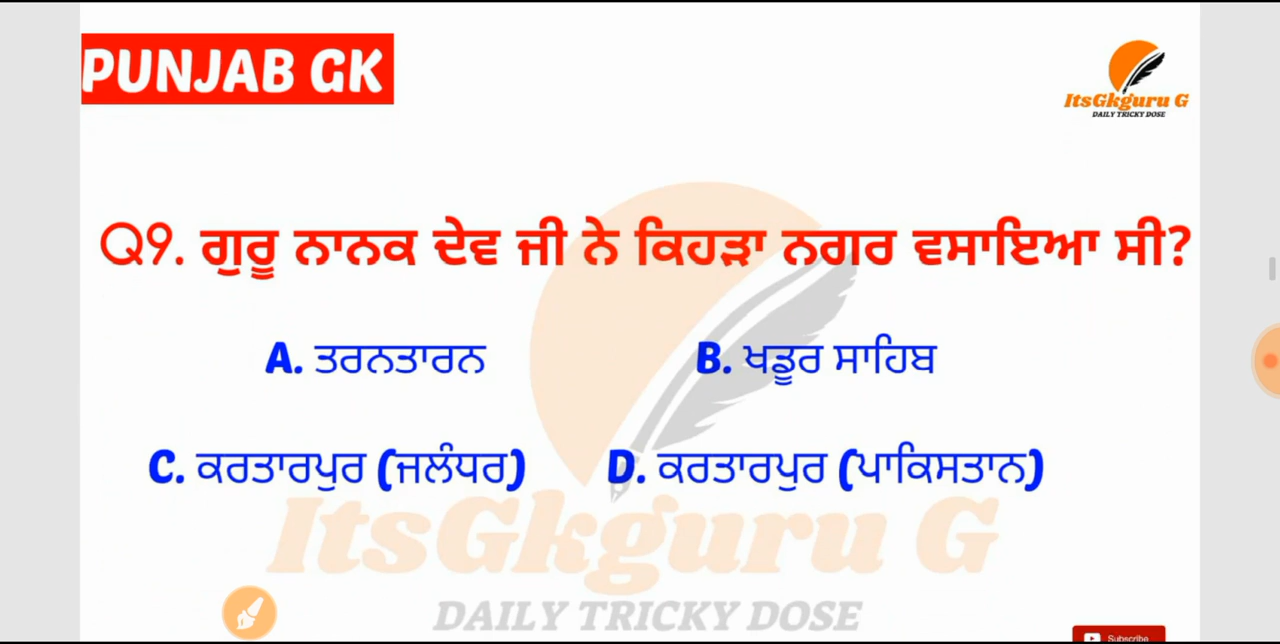 PUNJAB GK
ItsGkguru G
DAILY TRICKY DOSE
Q9. ਗੁਰੂ ਨਾਨਕ ਦੇਵ ਜੀ ਨੇ ਕਿਹੜਾ ਨਗਰ ਵਸਾਇਆ ਸੀ?
A. ਤਰਨਤਾਰਨ B. ਖਡੂਰ ਸਾਹਿਬ
C. ਕਰਤਾਰਪੁਰ (ਜਲੰਧਰ) D. ਕਰਤਾਰਪੁਰ (ਪਾਕਿਸਤਾਨ)
ItsGkguru G
DAILY TRICKY DOSE
Subscribe